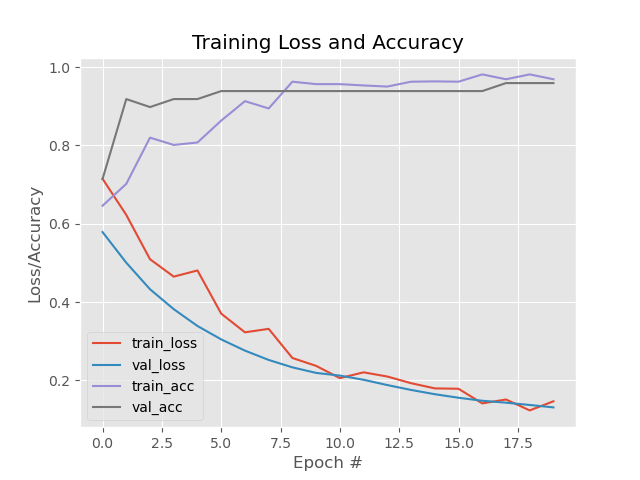 Training Loss and Accuracy
Loss/Accuracy
1.0
0.8
0.6
0.4
0.2
train_loss
val_loss
train_acc
val_acc
0.0 2.5 5.0 7.5 10.0 12.5 15.0 17.5
Epoch #